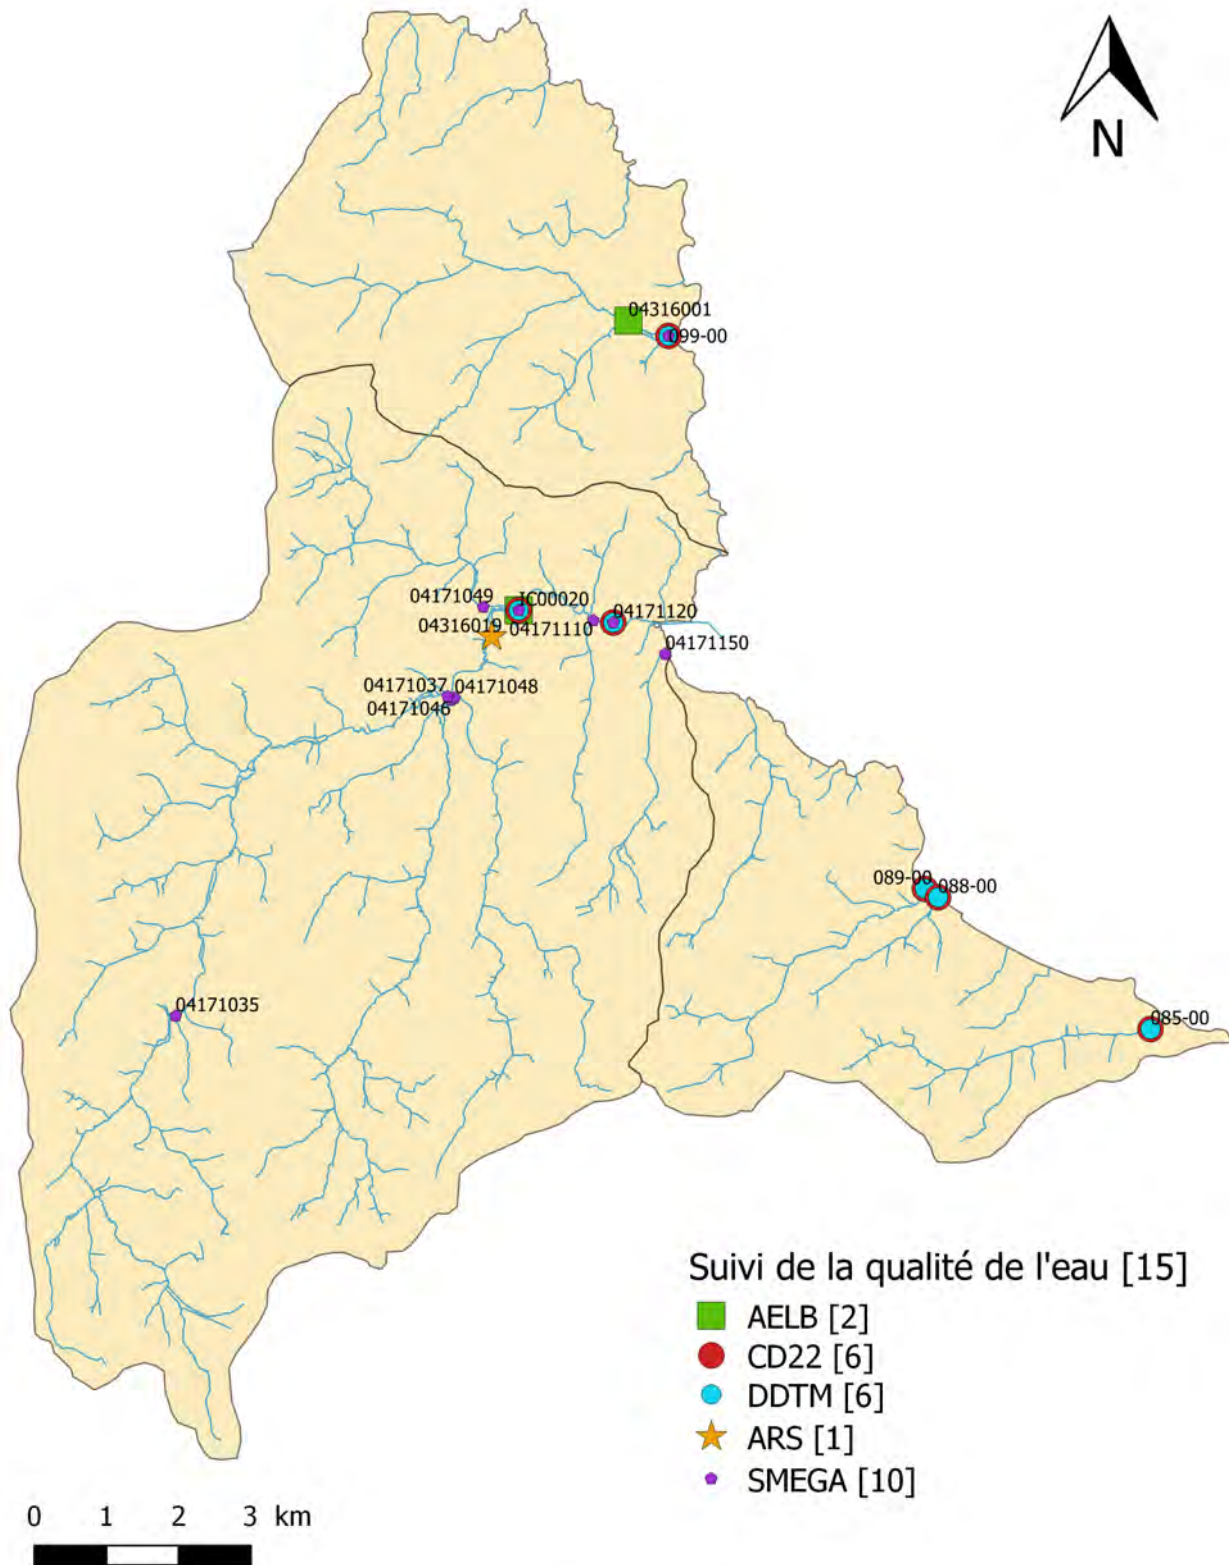 N
04316001
099-00
04171049
IC00020
04316019
04171110
04171120
04171150
04171037
04171048
04171046
089-00
088-00
04171035
085-00
Suivi de la qualité de l'eau [15]
AELB [2]
CD22 [6]
DDTM [6]
ARS [1]
SMEGA [10]
0 1 2 3 km